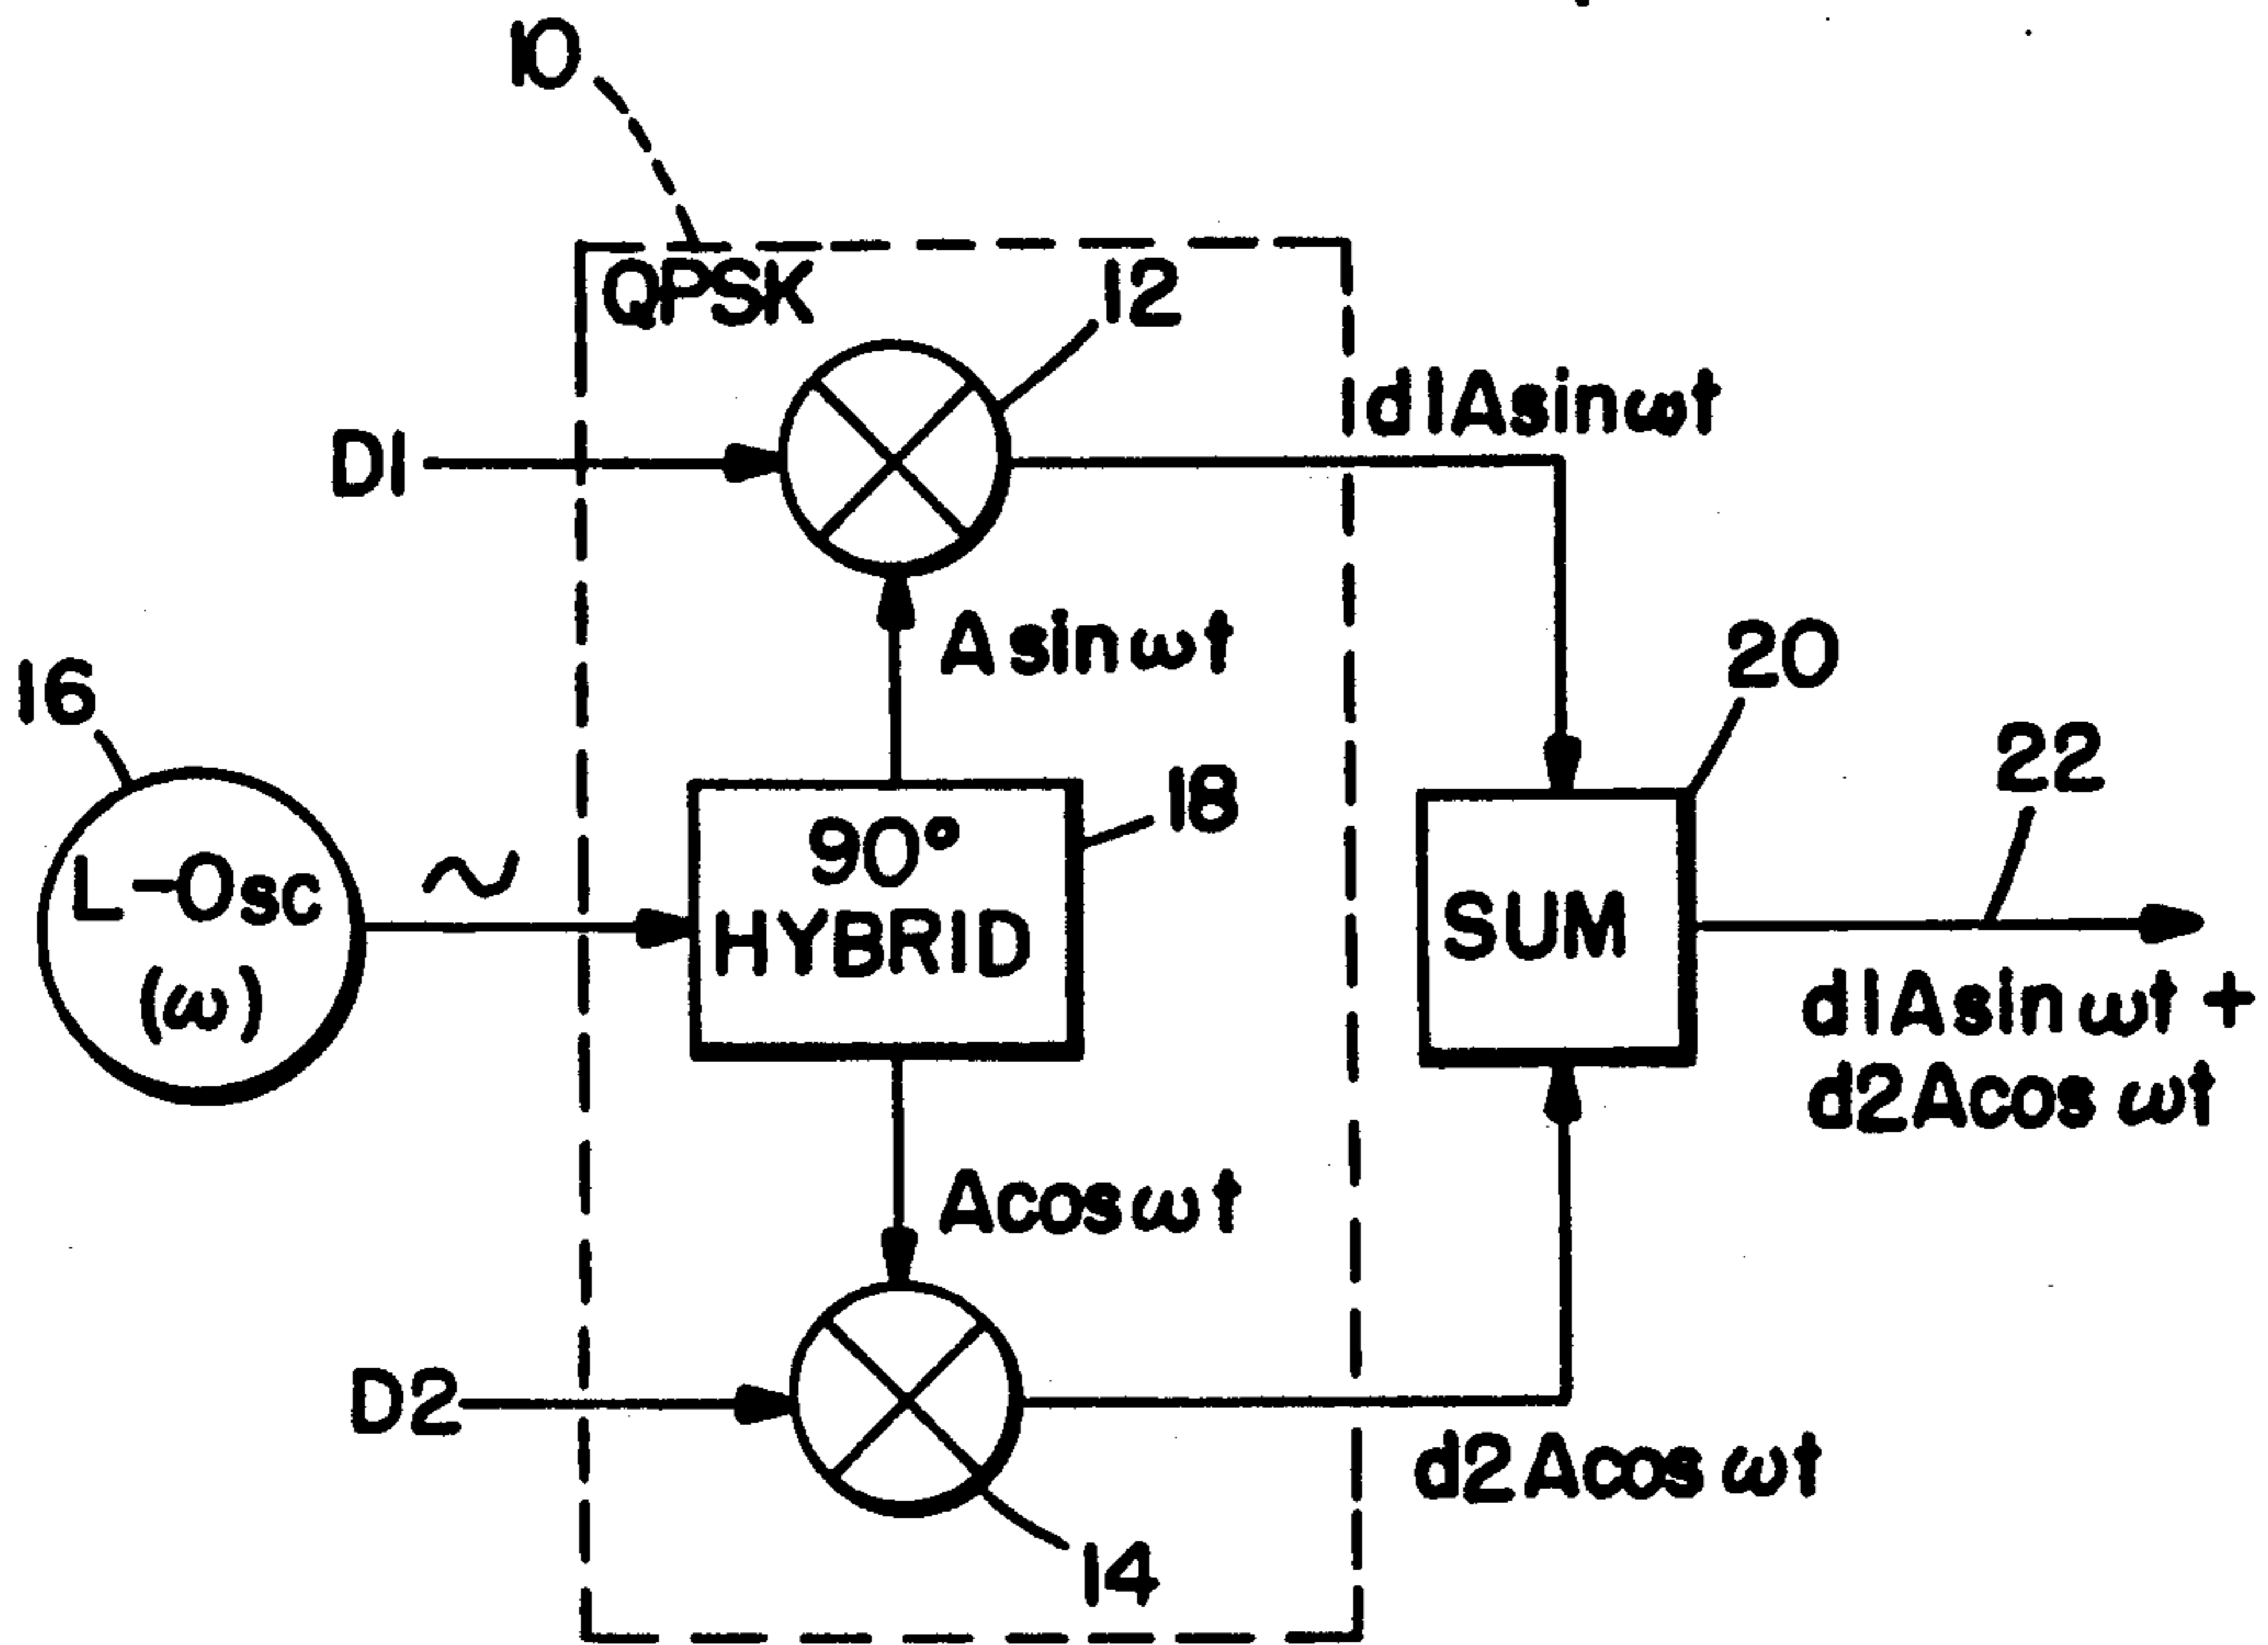 10
QPSK
12
D1
d1Asinωt
Asinωt
16
20
22
18
L-Osc
(ω)
90°
HYBRID
SUM
d1Asinωt +
d2Acosωt
Acosωt
D2
d2Acosωt
14